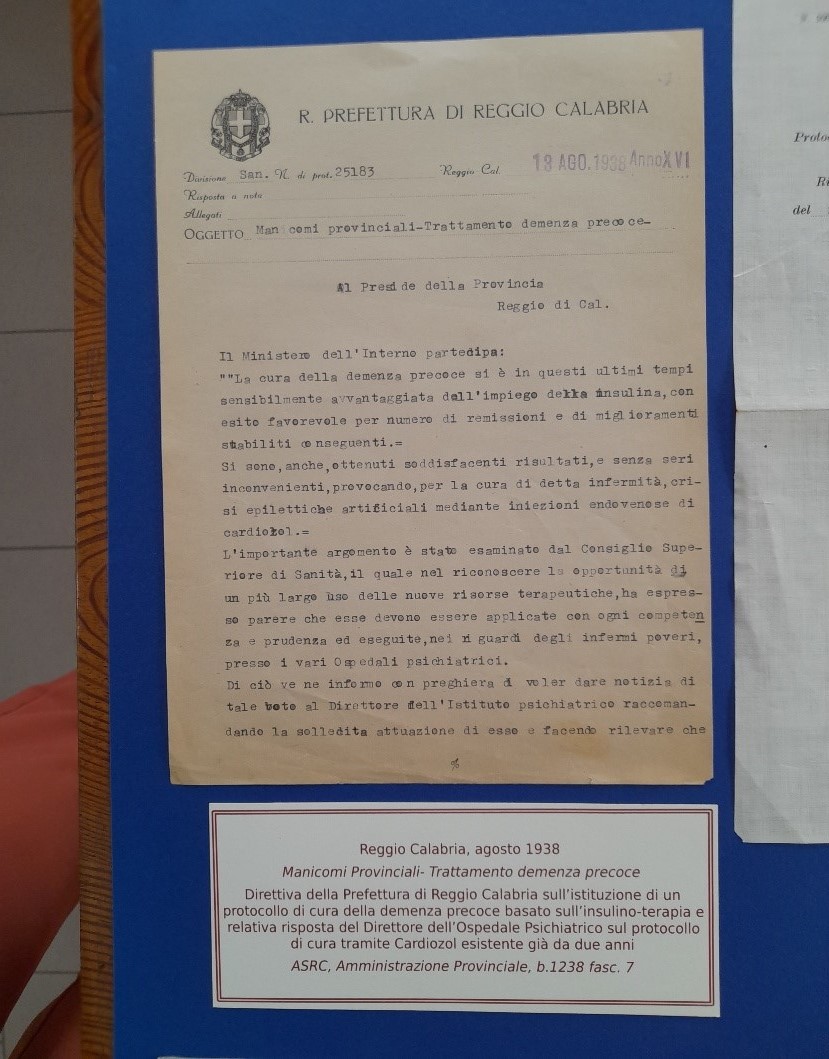 R. PREFETTURA DI REGGIO CALABRIA
Divisione San. N. di prot. 25183 Reggio Cal. 13 AGO. 1938 Anno XVI
Risposta a nota
Allegati
OGGETTO Manicomi provinciali-Trattamento demenza precoce-
Al Preside della Provincia
Reggio di Cal.
Il Ministero dell'Interno partedipa:
""La cura della demenza precoce si è in questi ultimi tempi
sensibilmente avvantaggiata dell'impiego della insulina,con
esito favorevole per numero di remissioni e di miglioramenti
stabiliti conseguenti.=
Si sono,anche,ottenuti soddisfacenti risultati,e senza seri
inconvenienti,provocando,per la cura di detta infermità,cri-
si epilettiche artificiali mediante iniezioni endovenose di
cardiozol.=
L'importante argomento è stato esaminato dal Consiglio Supe-
riore di Sanità,il quale nel riconoscere la opportunità di
un più largo uso delle nuove risorse terapeutiche,ha espres-
so parere che esse devono essere applicate con ogni competen
za e prudenza ed eseguite,nei riguardi degli infermi poveri,
presso i vari Ospedali psichiatrici.
Di ciò ve ne informo con preghiera di voler dare notizia di
tale voto al Direttore dell'Istituto psichiatrico raccoman-
dando la solledita attuazione di esso e facendo rilevare che
Reggio Calabria, agosto 1938
Manicomi Provinciali- Trattamento demenza precoce
Direttiva della Prefettura di Reggio Calabria sull'istituzione di un
protocollo di cura della demenza precoce basato sull'insulino-terapia e
relativa risposta del Direttore dell'Ospedale Psichiatrico sul protocollo
di cura tramite Cardiozol esistente già da due anni
ASRC, Amministrazione Provinciale, b.1238 fasc. 7
del